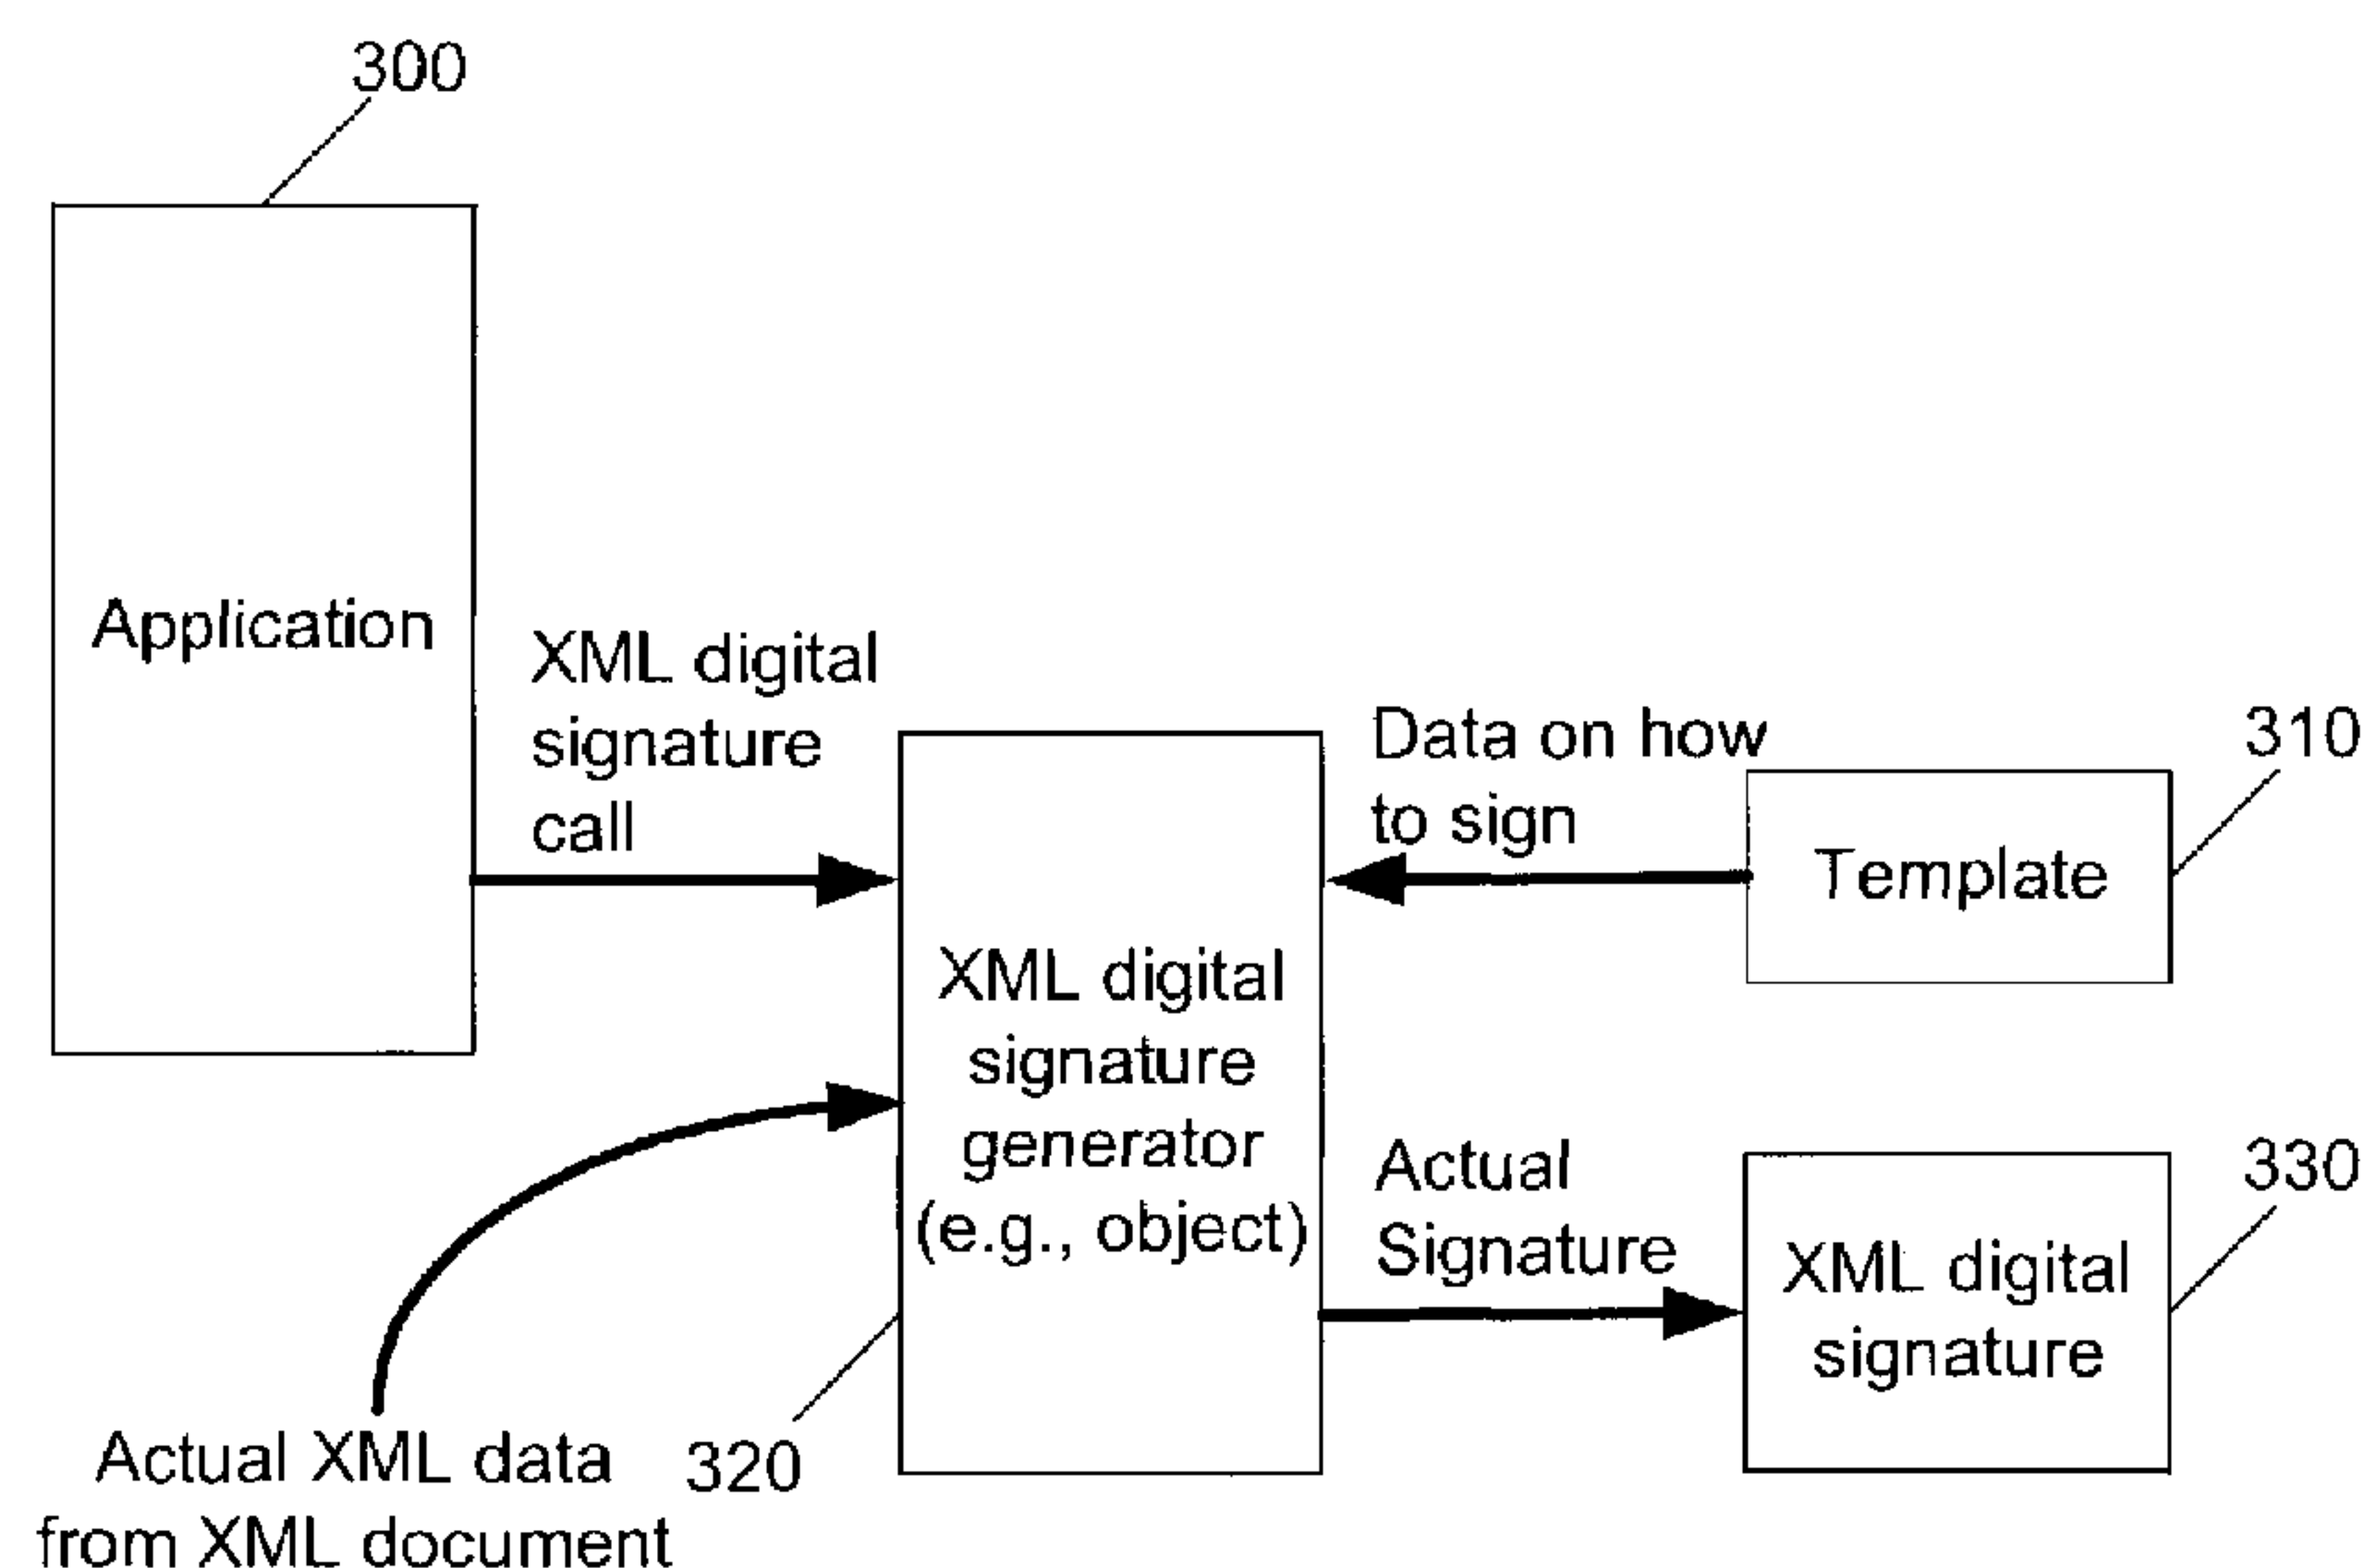 300
Application
XML digital
signature
call
Data on how
to sign
310
Template
XML digital
signature
generator
(e.g., object)
Actual
Signature
330
XML digital
signature
320
Actual XML data
from XML document